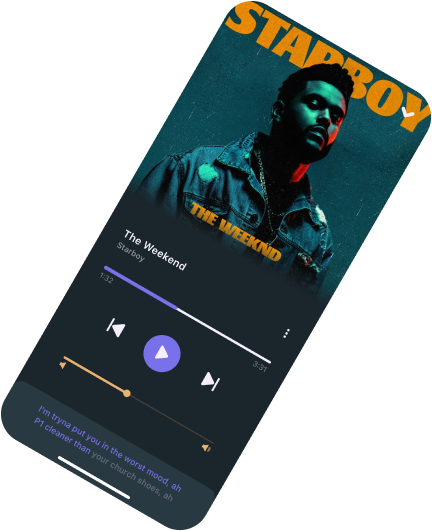 STARBOY
THE WEEKND
The Weekend
Starboy
1:32
3:31
I'm tryna put you in the worst mood, ah
P1 cleaner than your church shoes, ah